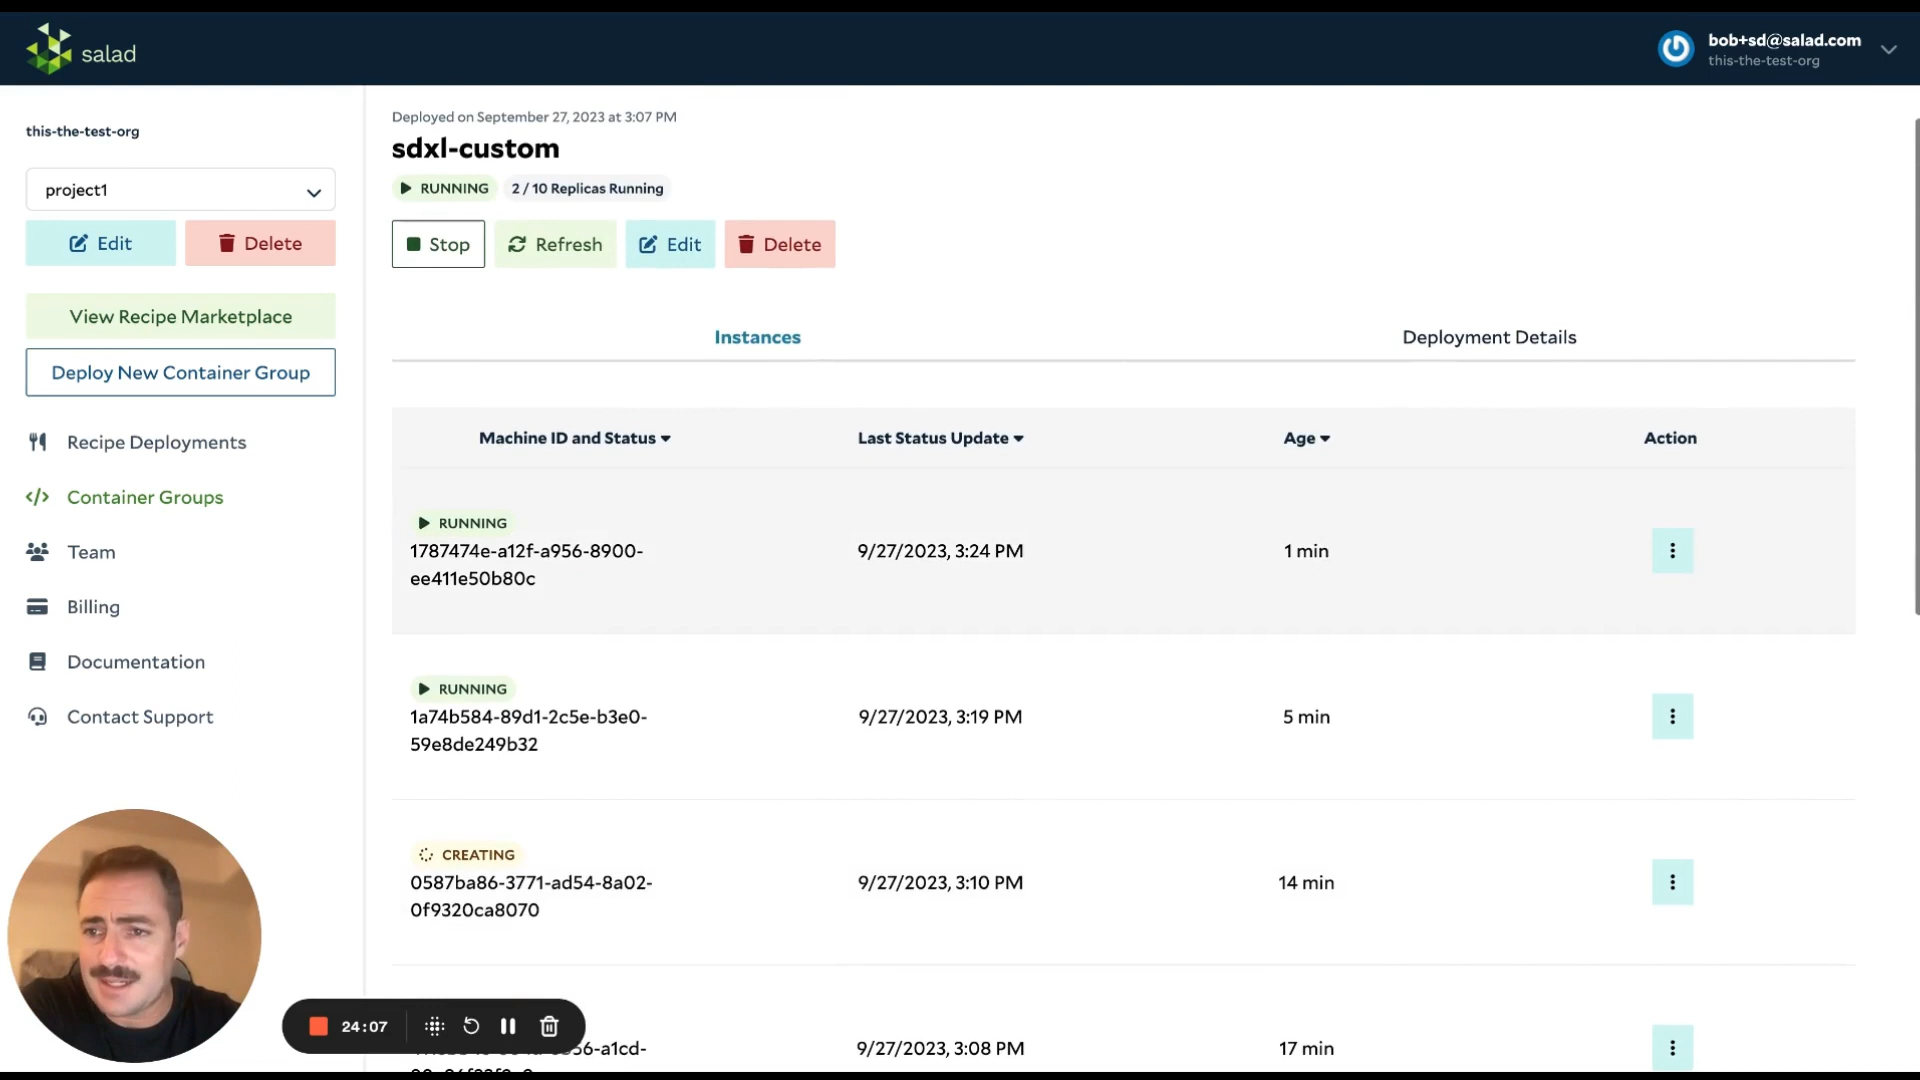 salad
bob+sd@salad.com
this-the-test-org
this-the-test-org
project1
Edit
Delete
View Recipe Marketplace
Deploy New Container Group
Recipe Deployments
Container Groups
Team
Billing
Documentation
Contact Support
Deployed on September 27, 2023 at 3:07 PM
sdxl-custom
RUNNING 2 / 10 Replicas Running
Stop Refresh Edit Delete
Instances Deployment Details
Machine ID and Status Last Status Update Age Action
RUNNING
1787474e-a12f-a956-8900-
ee411e50b80c
9/27/2023, 3:24 PM
1 min
RUNNING
1a74b584-89d1-2c5e-b3e0-
59e8de249b32
9/27/2023, 3:19 PM
5 min
CREATING
0587ba86-3771-ad54-8a02-
0f9320ca8070
9/27/2023, 3:10 PM
14 min
9/27/2023, 3:08 PM
17 min
24:07